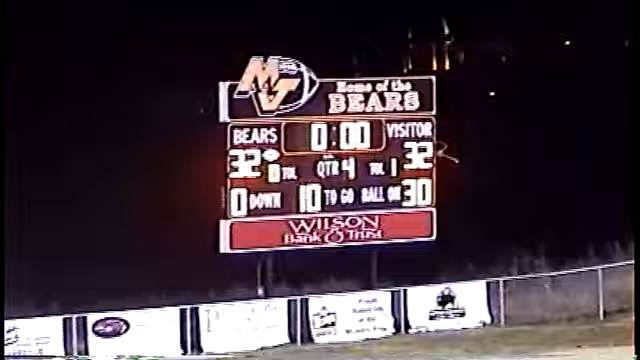 MV
Home of the
BEARS
BEARS 0:00 VISITOR
32 0 TOL QTR 4 TOL 1 32
0 DOWN 10 TO GO BALL ON 30
WILSON
Bank & Trust